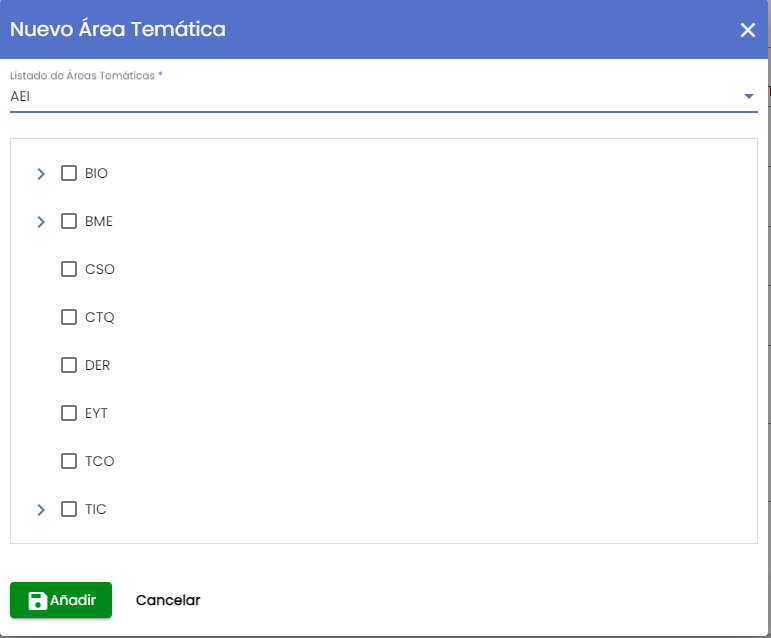 Nuevo Área Temática
Listado de Áreas Temáticas *
AEI
BIO
BME
CSO
CTQ
DER
EYT
TCO
TIC
Añadir Cancelar